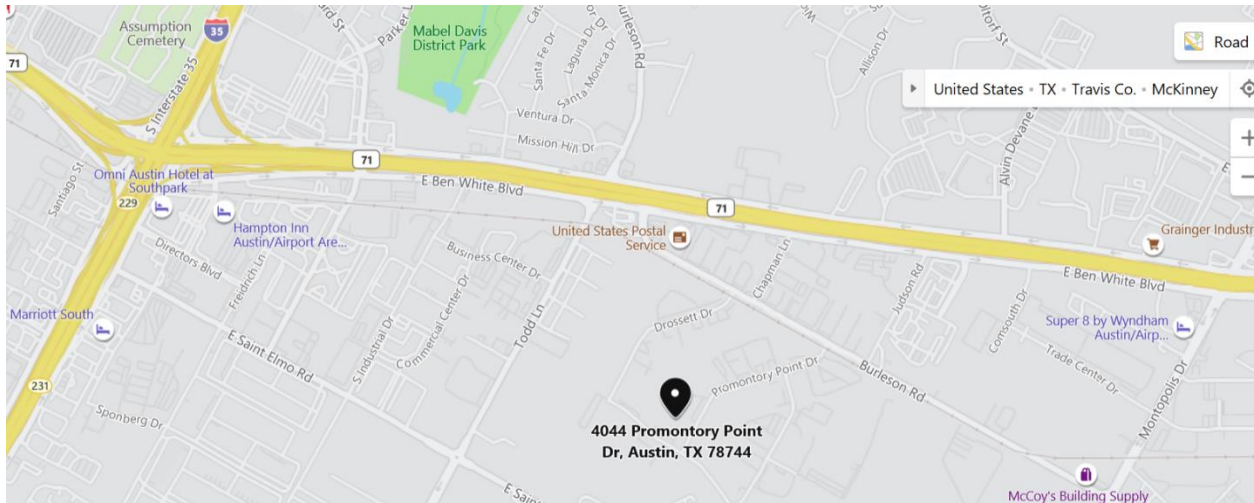 Assumption
Cemetery
35
S Interstate 35
Parker L
Mabel Davis
District Park
Santa Fe Dr
Laguna Dr
Santa Monica Dr
Burleson Rd
Allison Dr
Road
71
United States • TX • Travis Co. • McKinney
Ventura Dr
Mission Hill Dr
Alvin Devane
71
E Ben White Blvd
Santiago St
Omni Austin Hotel at
Southpark
229
71
Hampton Inn
Austin/Airport Are...
United States Postal
Service
Grainger Industr
Directors Blvd
Freidrich Ln
Business Center Dr
Commercial Center Dr
Chapman Ln
Judson Rd
E Ben White Blvd
Marriott South
S Industrial Dr
Todd Ln
Drossett Dr
Comsouth Dr
Super 8 by Wyndham
Austin/Airp...
E Saint Elmo Rd
Promontory Point Dr
Burleson Rd
Trade Center Dr
Montopolis Dr
231
Sponberg Dr
4044 Promontory Point
Dr, Austin, TX 78744
E Sain
McCoy's Building Supply